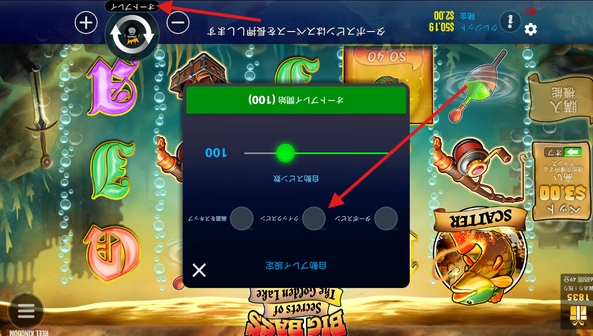 REEL KINGDOM
BIG BASS
Secrets of
The Golden Lake
1835
ベット
$3.00
オフ
購入
機能
SCATTER
$0.40
自動プレイ設定
ターボスピン
クイックスピン
画面をスキップ
自動スピン数
100
オートプレイ開始 (100)
クレジット $50.19
賭金 $2.00
ターボスピンはスペースを長押しします
オートプレイ